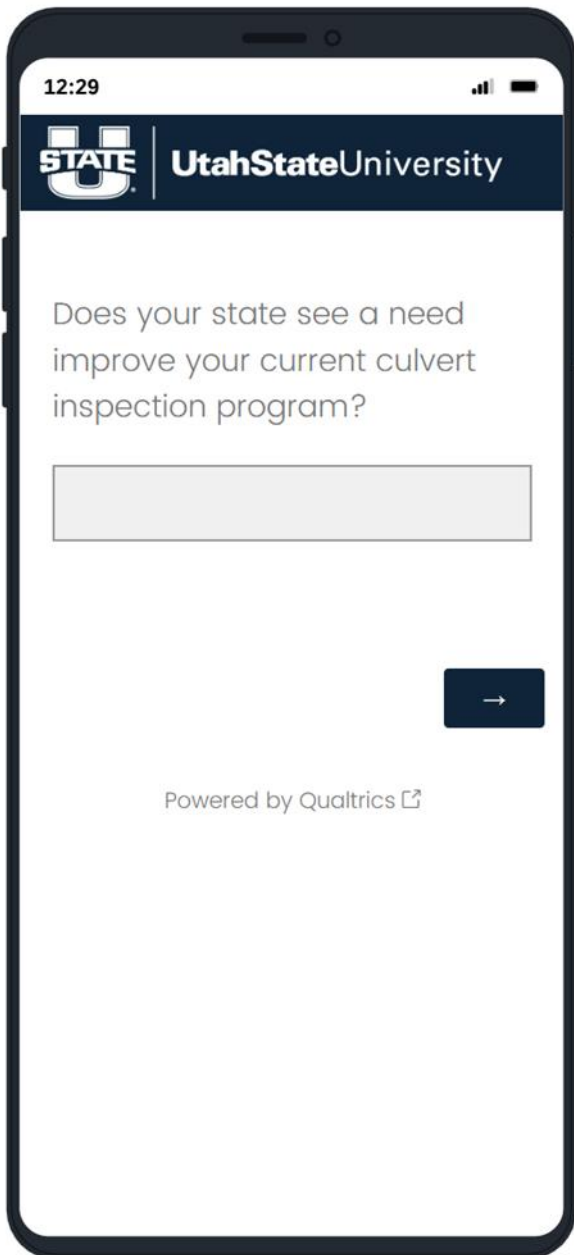 12:29
STATE
UtahStateUniversity
Does your state see a need
improve your current culvert
inspection program?
→
Powered by Qualtrics